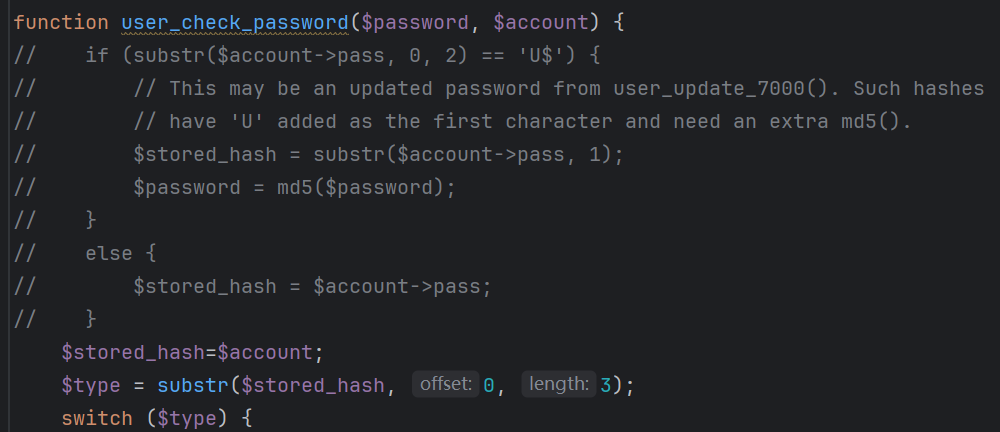 function user_check_password($password, $account) {
//    if (substr($account->pass, 0, 2) == 'U$') {
//        // This may be an updated password from user_update_7000(). Such hashes
//        // have 'U' added as the first character and need an extra md5().
//        $stored_hash = substr($account->pass, 1);
//        $password = md5($password);
//    }
//    else {
//        $stored_hash = $account->pass;
//    }
    $stored_hash=$account;
    $type = substr($stored_hash, offset: 0, length: 3);
    switch ($type) {